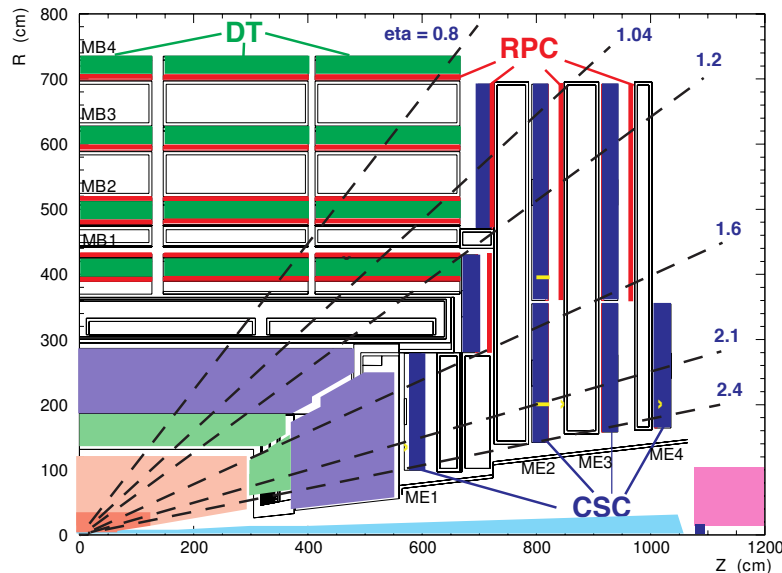 R (cm)
800
700
600
500
400
300
200
100
0
MB4
MB3
MB2
MB1
DT
eta = 0.8
RPC
1.04
1.2
1.6
2.1
2.4
ME1
ME2
ME3
ME4
CSC
0
200
400
600
800
1000
1200
Z (cm)